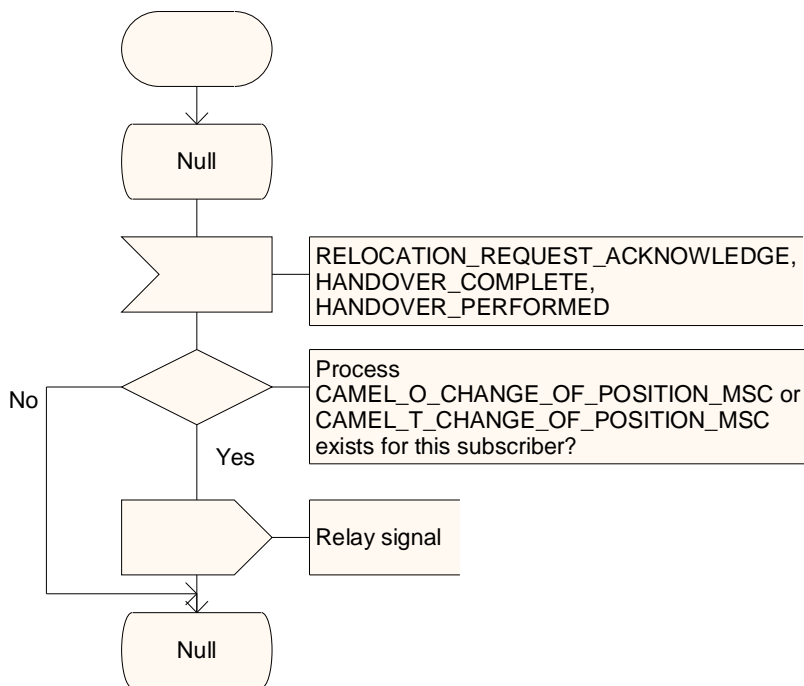 Null
RELOCATION_REQUEST_ACKNOWLEDGE,
HANDOVER_COMPLETE,
HANDOVER_PERFORMED
Process
CAMEL_O_CHANGE_OF_POSITION_MSC or
CAMEL_T_CHANGE_OF_POSITION_MSC
exists for this subscriber?
No
Yes
Relay signal
Null